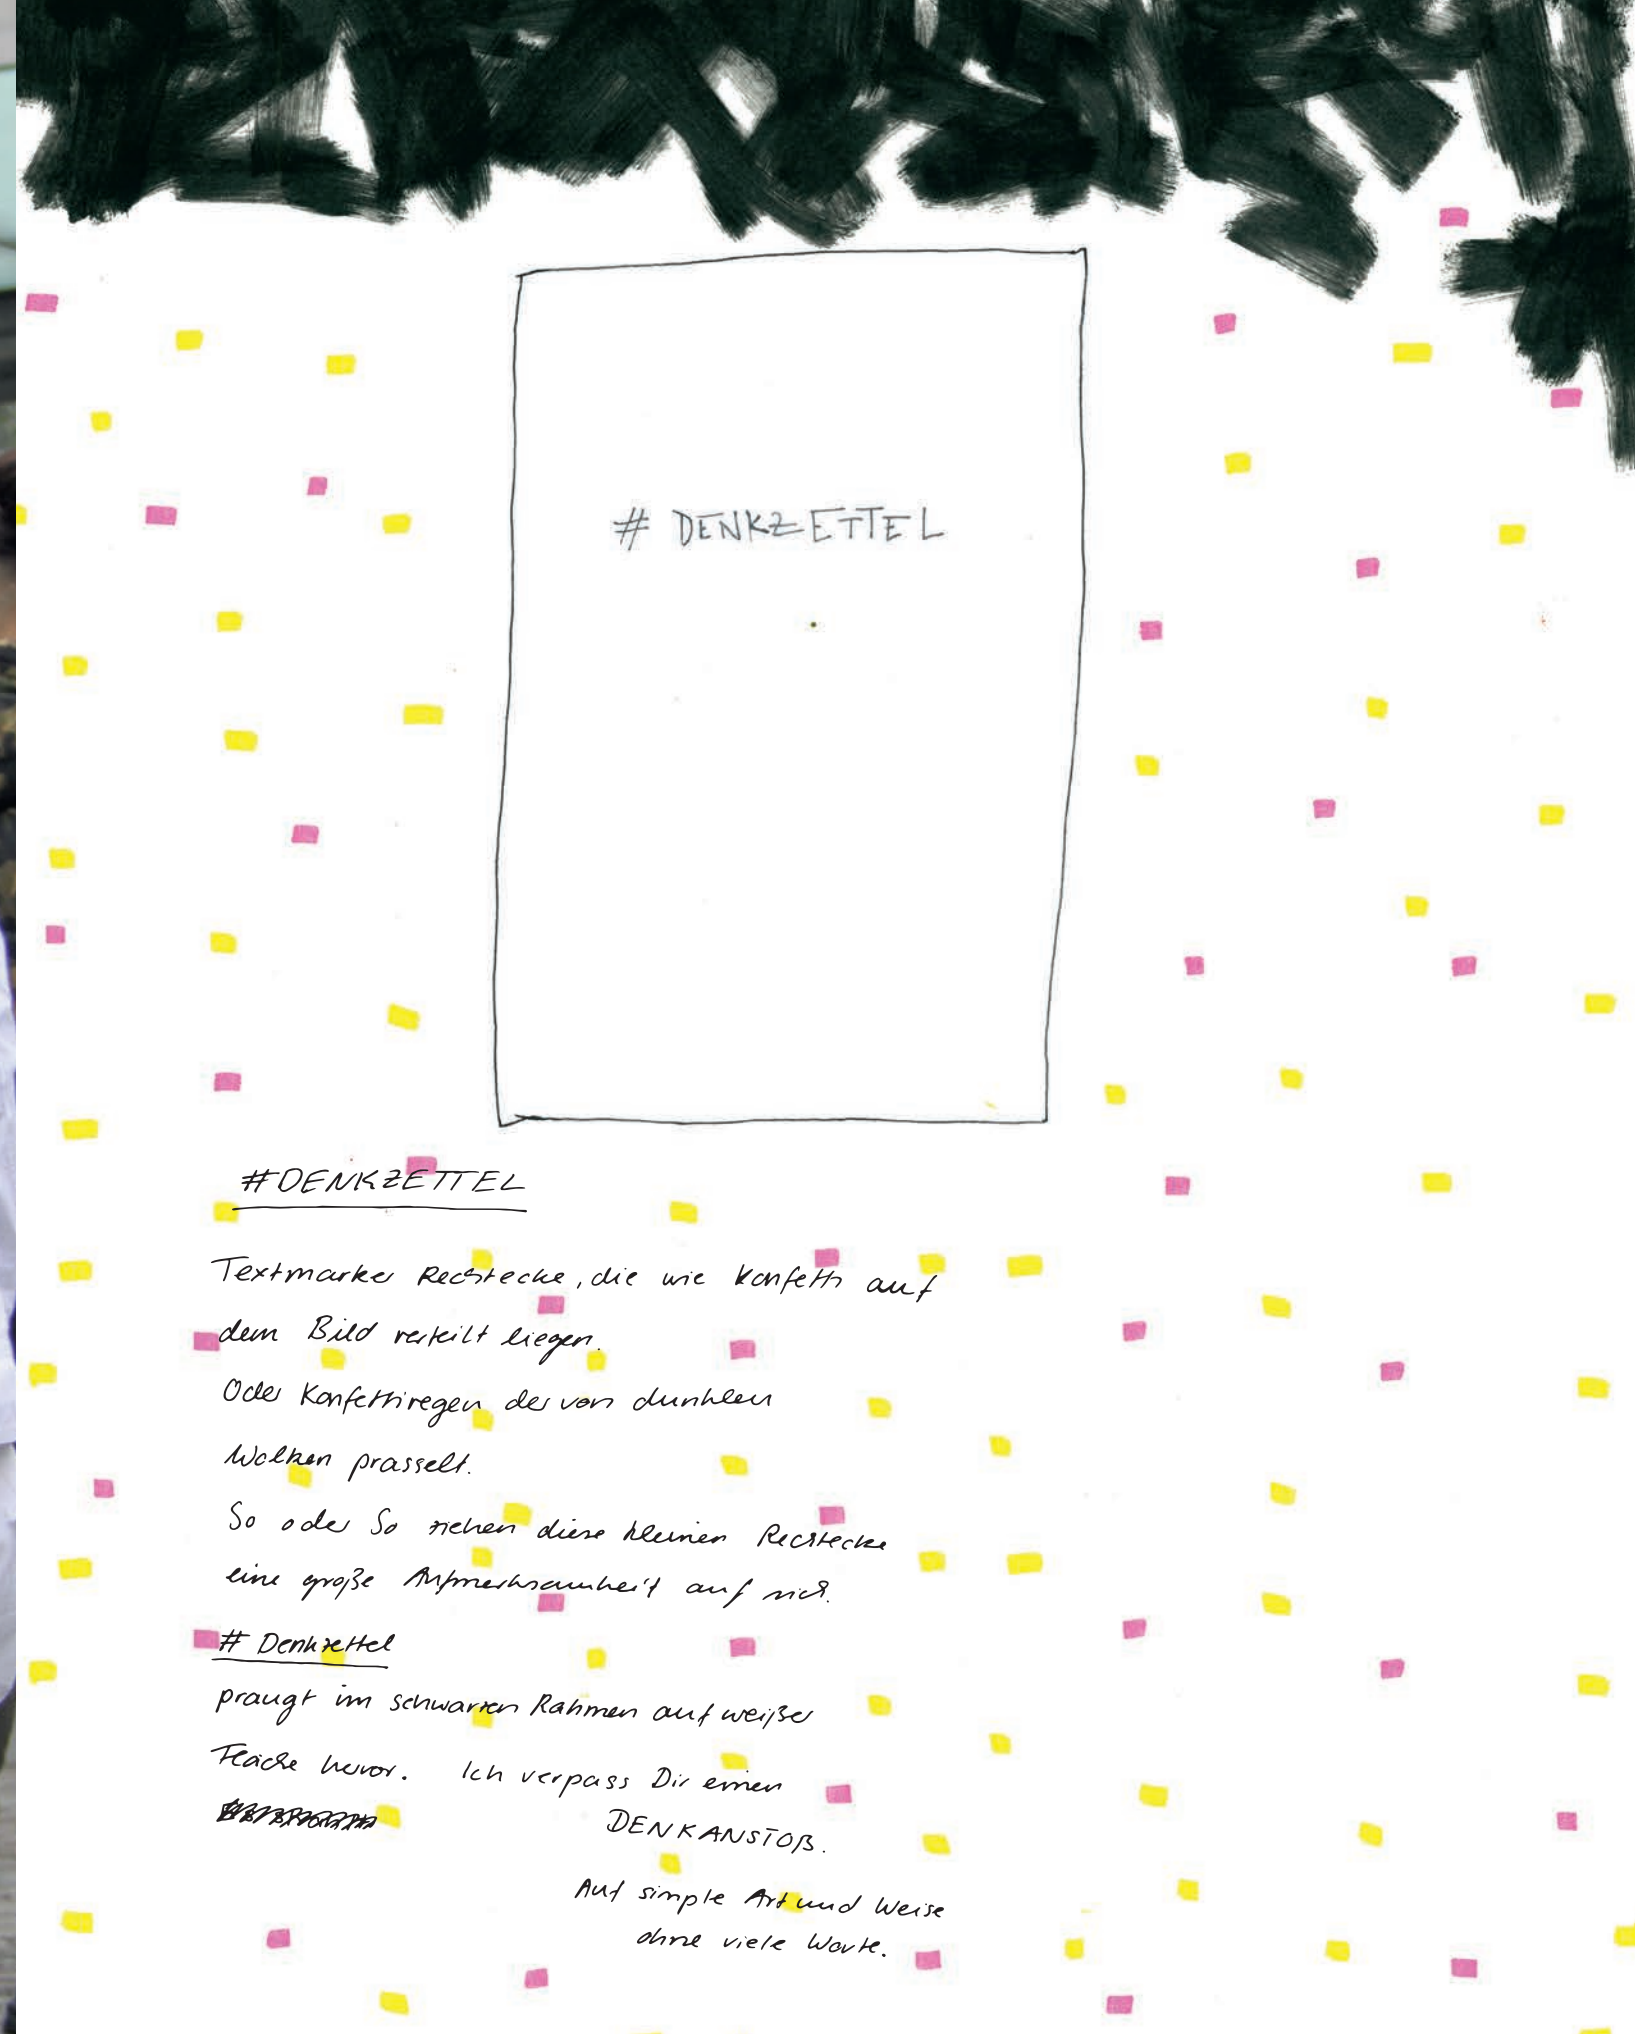 # DENKZETTEL
#DENKZETTEL
Textmarker Rechtecke, die wie Konfetti auf
dem Bild verteilt liegen.
Oder Konfettiregen der von dunklen
Wolken prasselt.
So oder So ziehen diese kleinen Rechtecke
eine große Aufmerksamkeit auf sich.
# Denkzettel
praugt im schwarzen Rahmen auf weißer
Fläche hervor. Ich verpass Dir einen
DENKANSTOß.
Auf simple Art und Weise
ohne viele Worte.